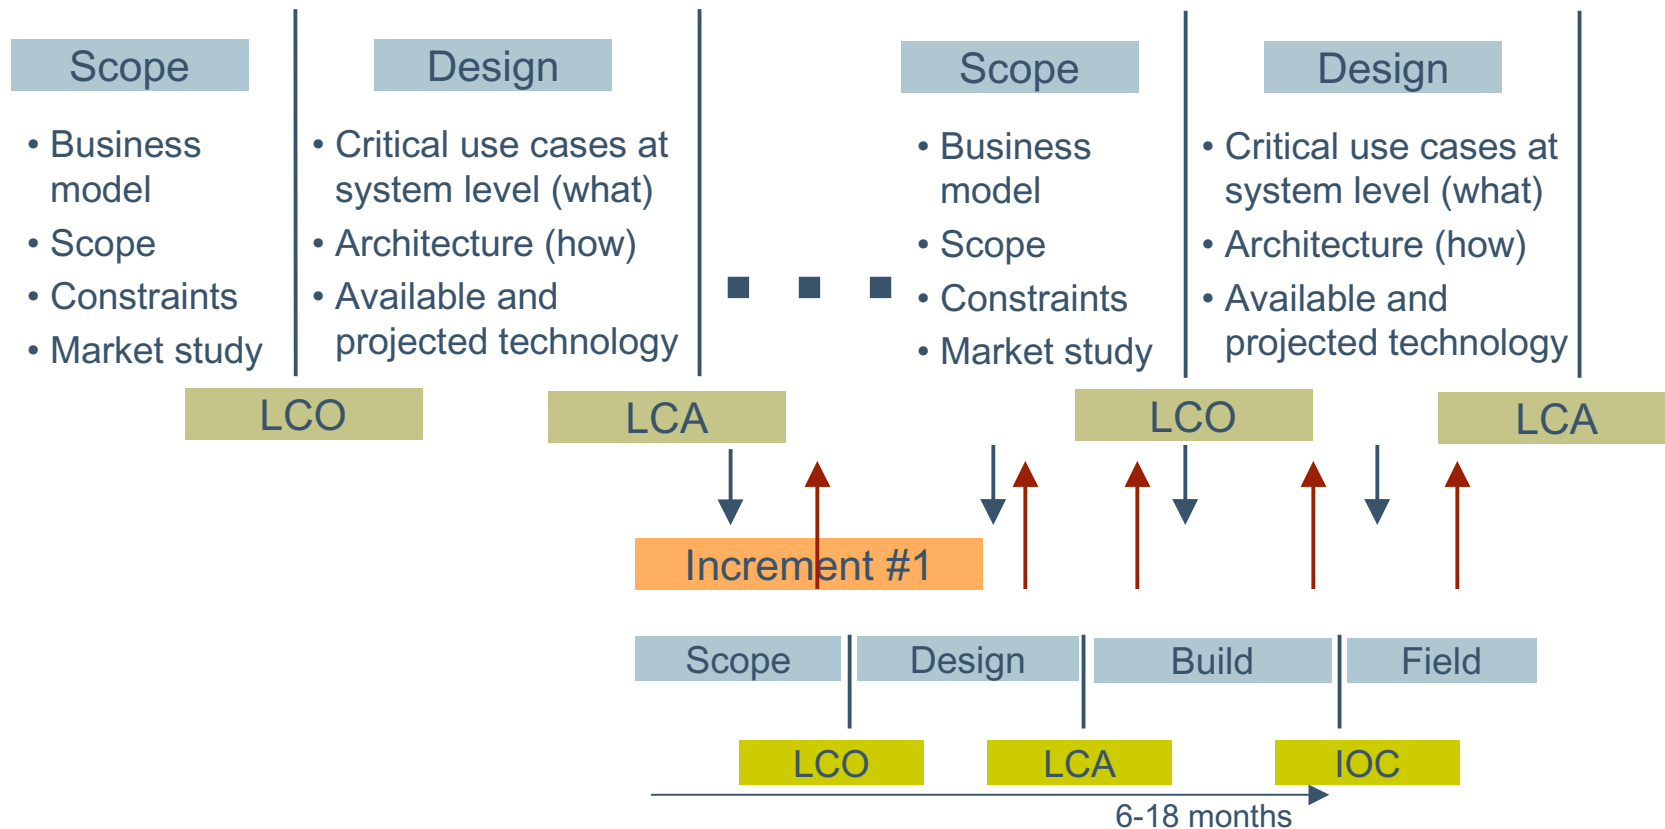 Scope
• Business
model
• Scope
• Constraints
• Market study
Design
• Critical use cases at
system level (what)
• Architecture (how)
• Available and
projected technology
Scope
• Business
model
• Scope
• Constraints
• Market study
Design
• Critical use cases at
system level (what)
• Architecture (how)
• Available and
projected technology
LCO
LCA
LCO
LCA
Increment #1
Scope
Design
Build
Field
LCO
LCA
IOC
6-18 months